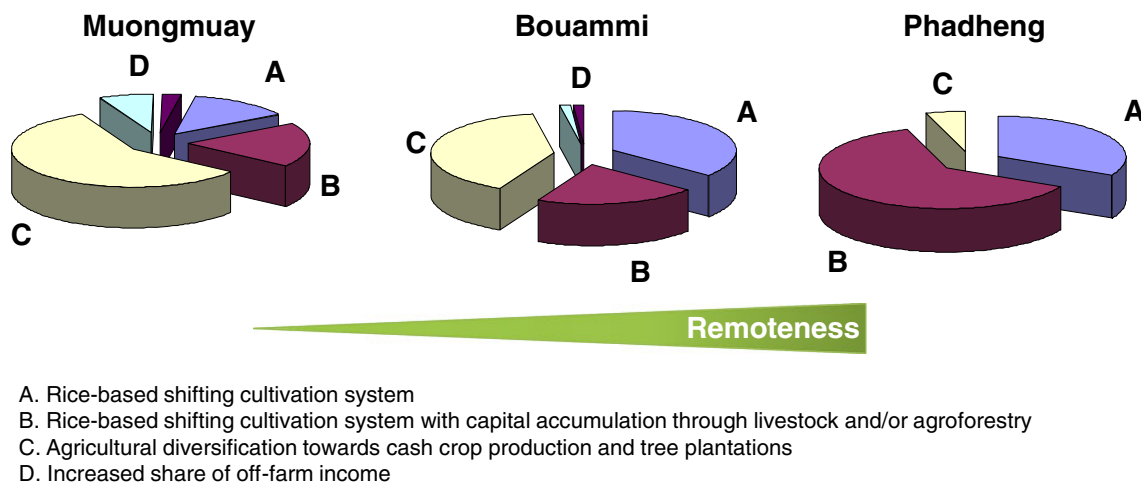 Muongmuay
Bouammi
Phadheng
D
A
B
C
D
A
C
B
C
A
B
Remoteness
A. Rice-based shifting cultivation system
B. Rice-based shifting cultivation system with capital accumulation through livestock and/or agroforestry
C. Agricultural diversification towards cash crop production and tree plantations
D. Increased share of off-farm income